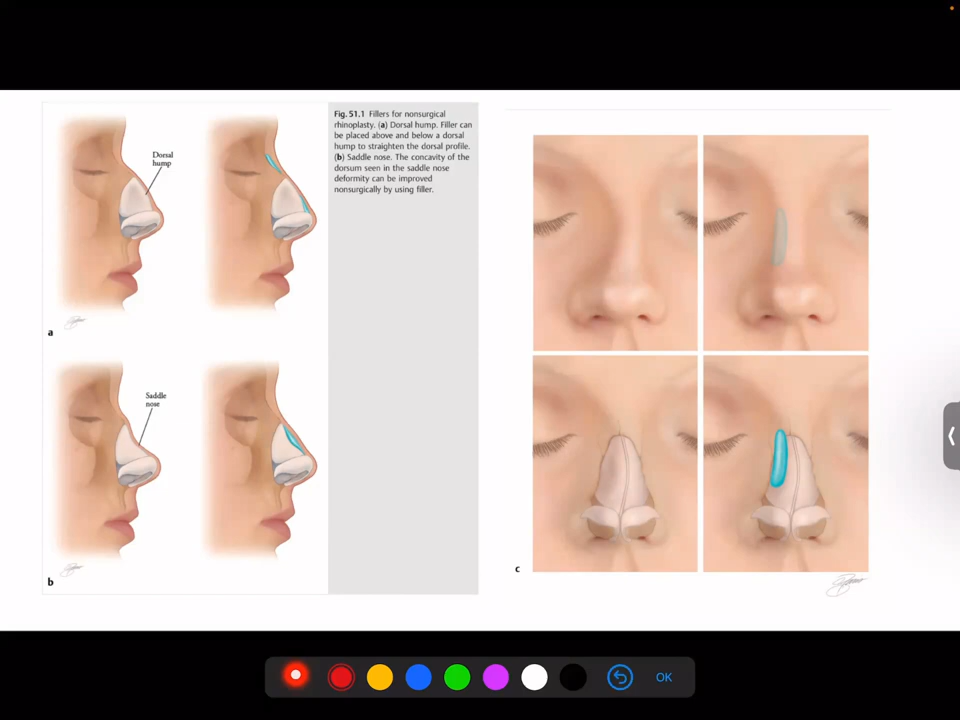 Fig. 51.1 Fillers for nonsurgical
rhinoplasty. (a) Dorsal hump. Filler can
be placed above and below a dorsal
hump to straighten the dorsal profile.
(b) Saddle nose. The concavity of the
dorsum seen in the saddle nose
deformity can be improved
nonsurgically by using filler.
Dorsal
hump
a
Saddle
nose
b
c
OK